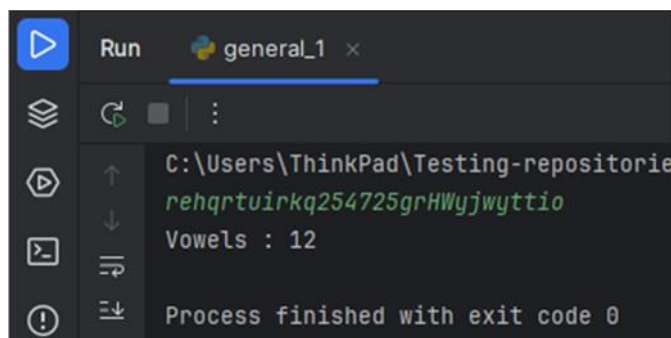 Run general_1
C:\Users\ThinkPad\Testing-repositorie
rehqrtuirkq254725grHWyjwyttio
Vowels : 12
Process finished with exit code 0